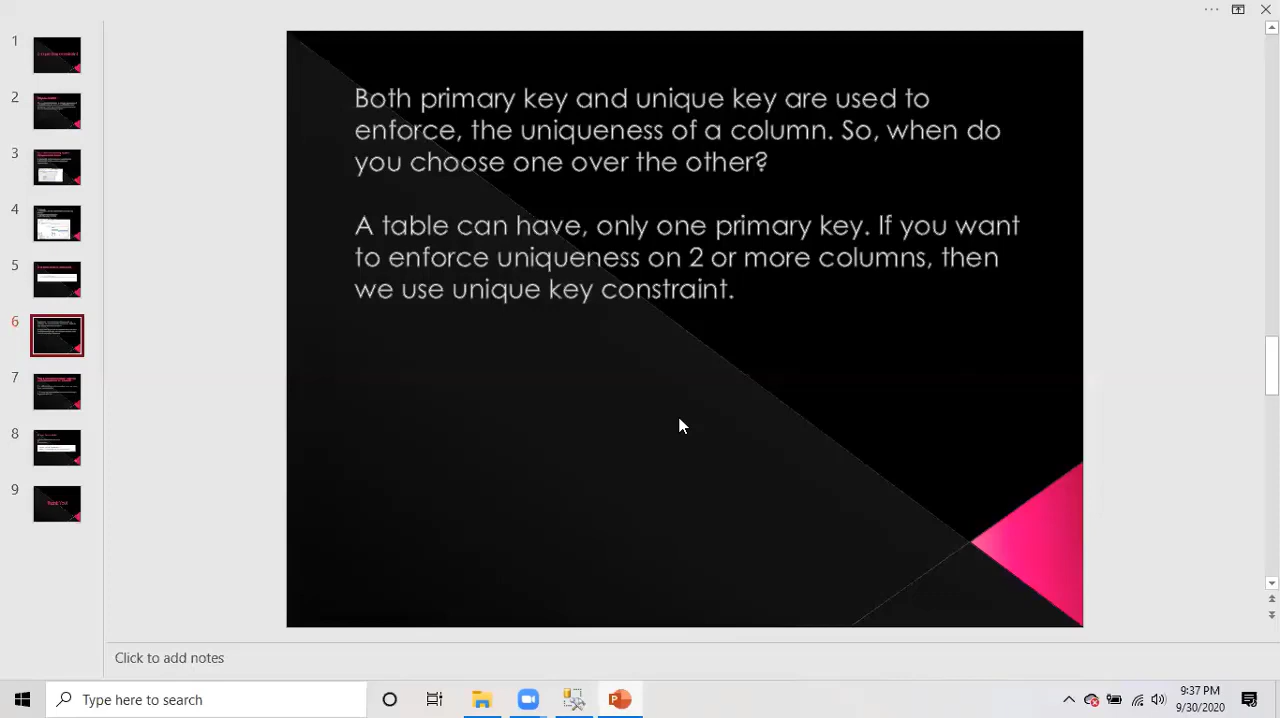 1
2
3
4
5
6
7
8
9
Both primary key and unique key are used to
enforce, the uniqueness of a column. So, when do
you choose one over the other?
A table can have, only one primary key. If you want
to enforce uniqueness on 2 or more columns, then
we use unique key constraint.
Click to add notes
Type here to search
9:37 PM
9/30/2020